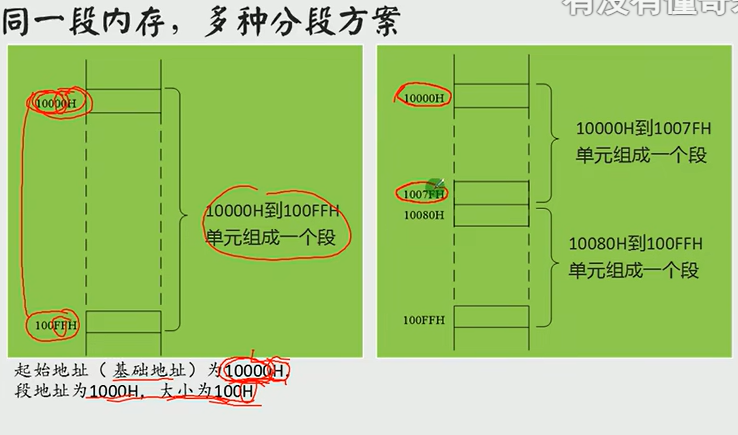 同一段内存，多种分段方案
10000H
10000H到100FFH
单元组成一个段
100FFH
10000H
1007FH
10080H
100FFH
10000H到1007FH
单元组成一个段
10080H到100FFH
单元组成一个段
起始地址（基础地址）为10000H，
段地址为1000H，大小为100H